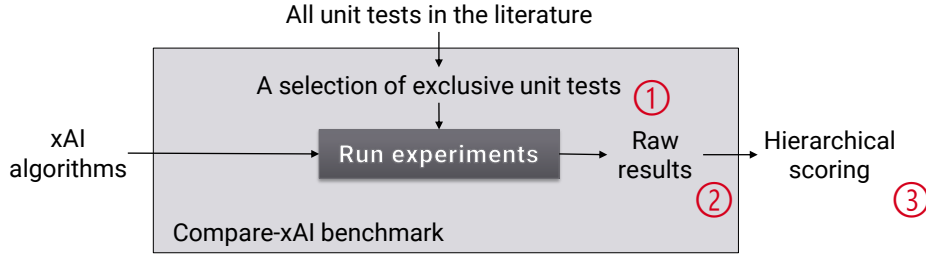 All unit tests in the literature
A selection of exclusive unit tests
1
xAI
algorithms
Run experiments
Raw
results
2
Hierarchical
scoring
3
Compare-xAI benchmark